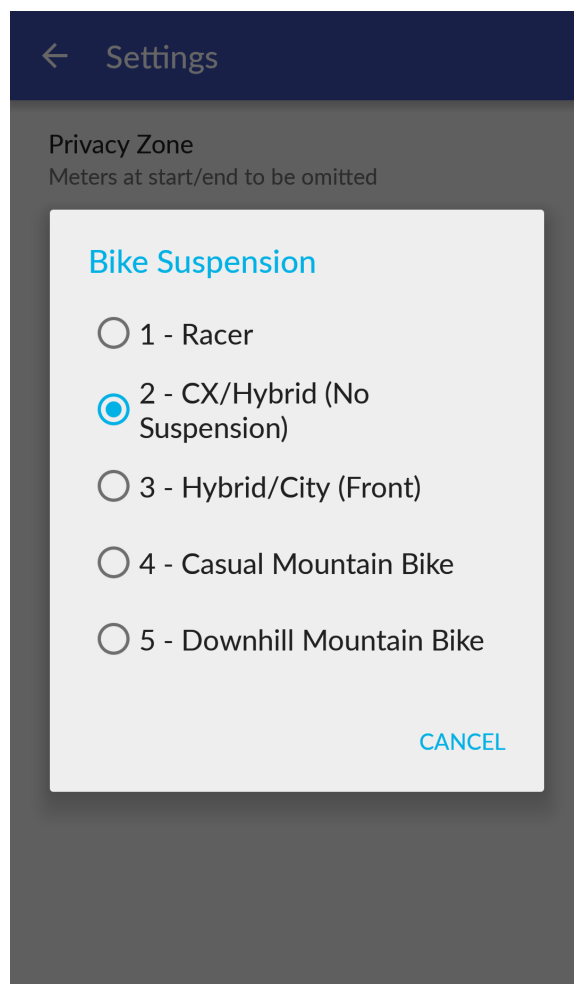 Settings
Privacy Zone
Meters at start/end to be omitted
Bike Suspension
1 - Racer
2 - CX/Hybrid (No
Suspension)
3 - Hybrid/City (Front)
4 - Casual Mountain Bike
5 - Downhill Mountain Bike
CANCEL